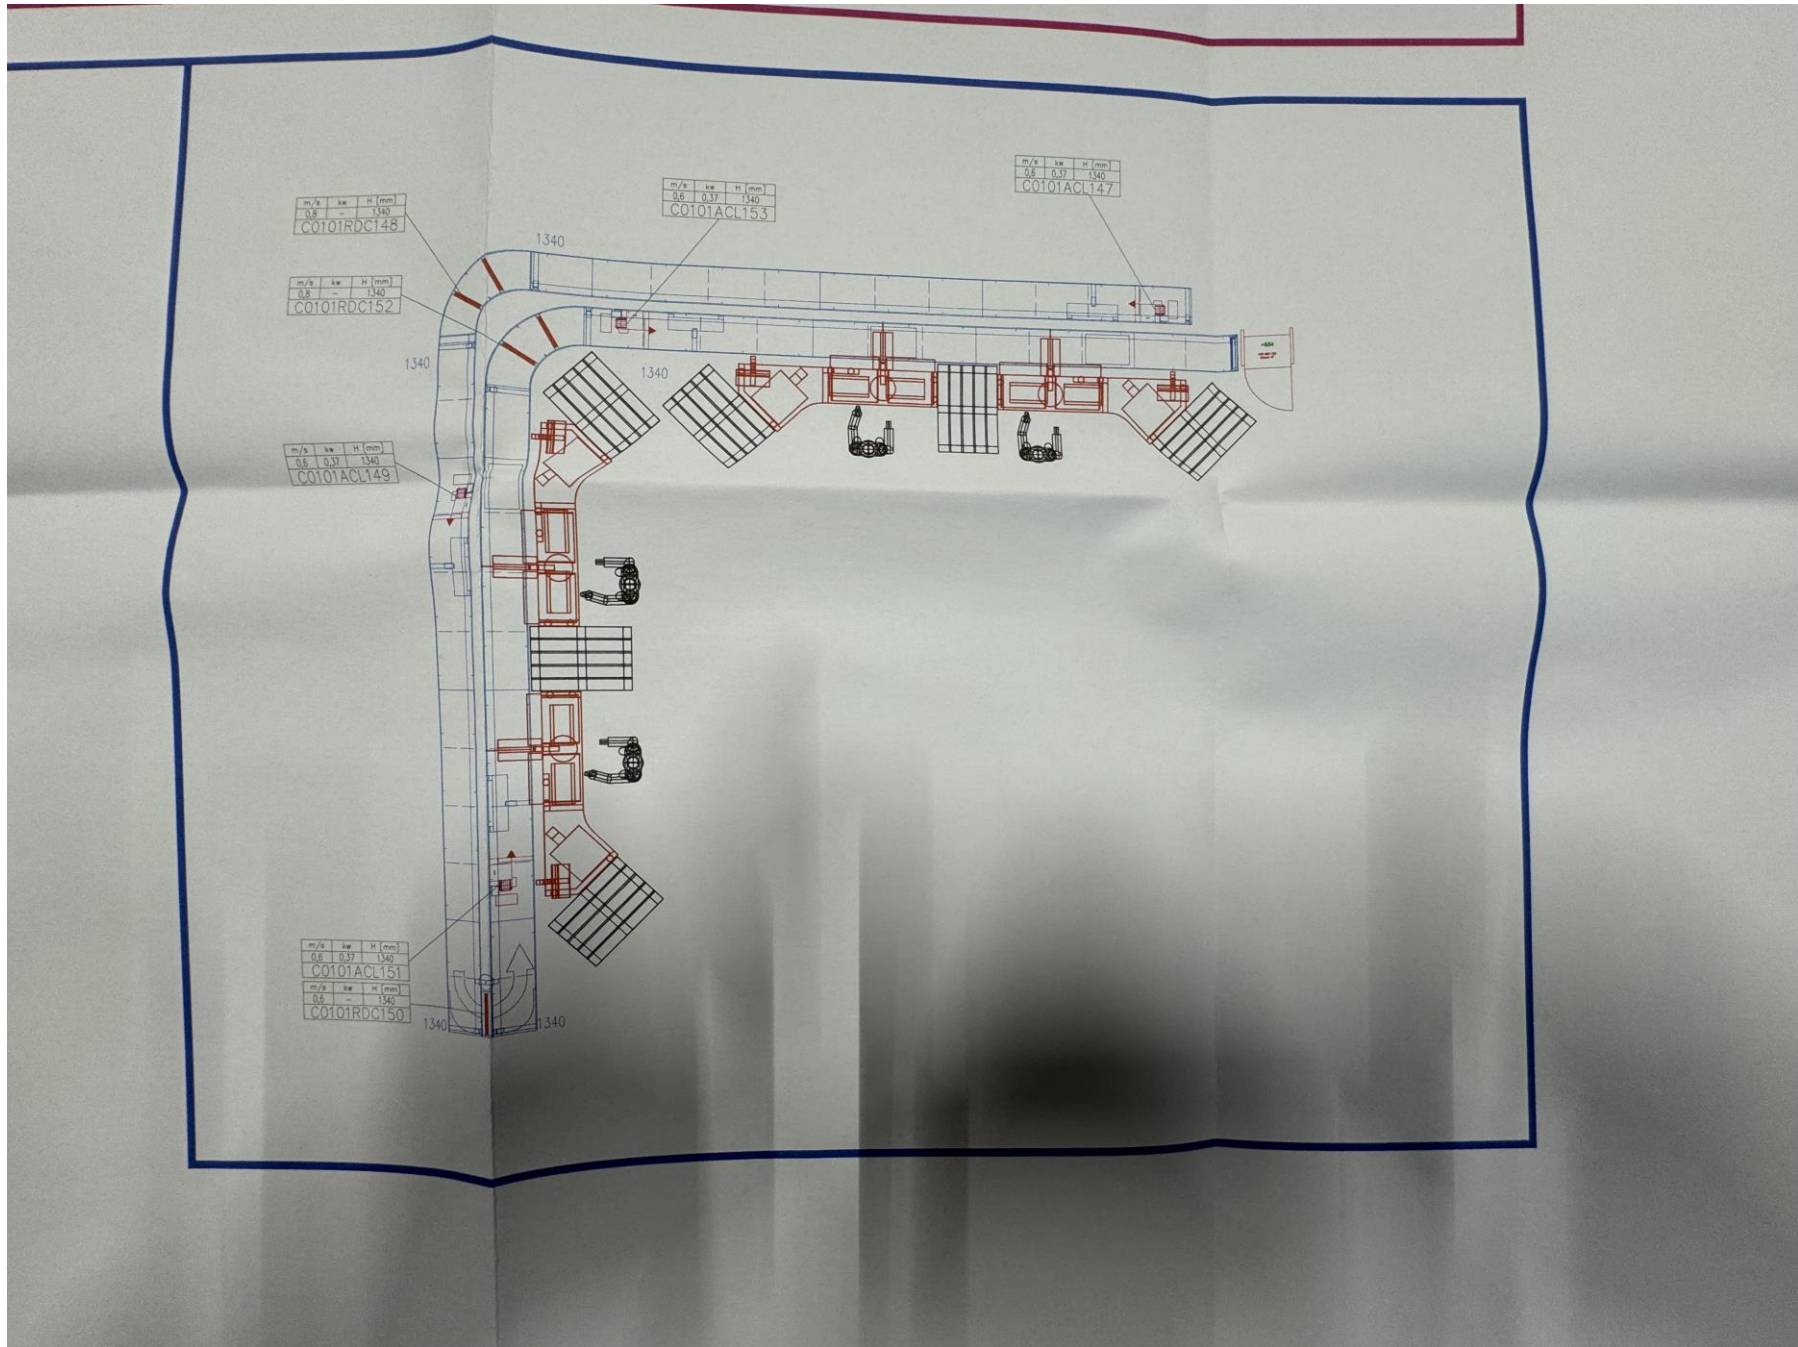 m/s kw H [mm]
0,6 0,37 1340
C0101ACL147
m/s kw H [mm]
0,6 0,37 1340
C0101ACL153
m/s kw H [mm]
0,8 - 1340
C0101RDC148
1340
m/s kw H [mm]
0,8 - 1340
C0101RDC152
1340
1340
m/s kw H [mm]
0,6 0,37 1340
C0101ACL149
m/s kw H [mm]
0,6 0,37 1340
C0101ACL151
m/s kw H [mm]
0,6 - 1340
C0101RDC150
1340
1340